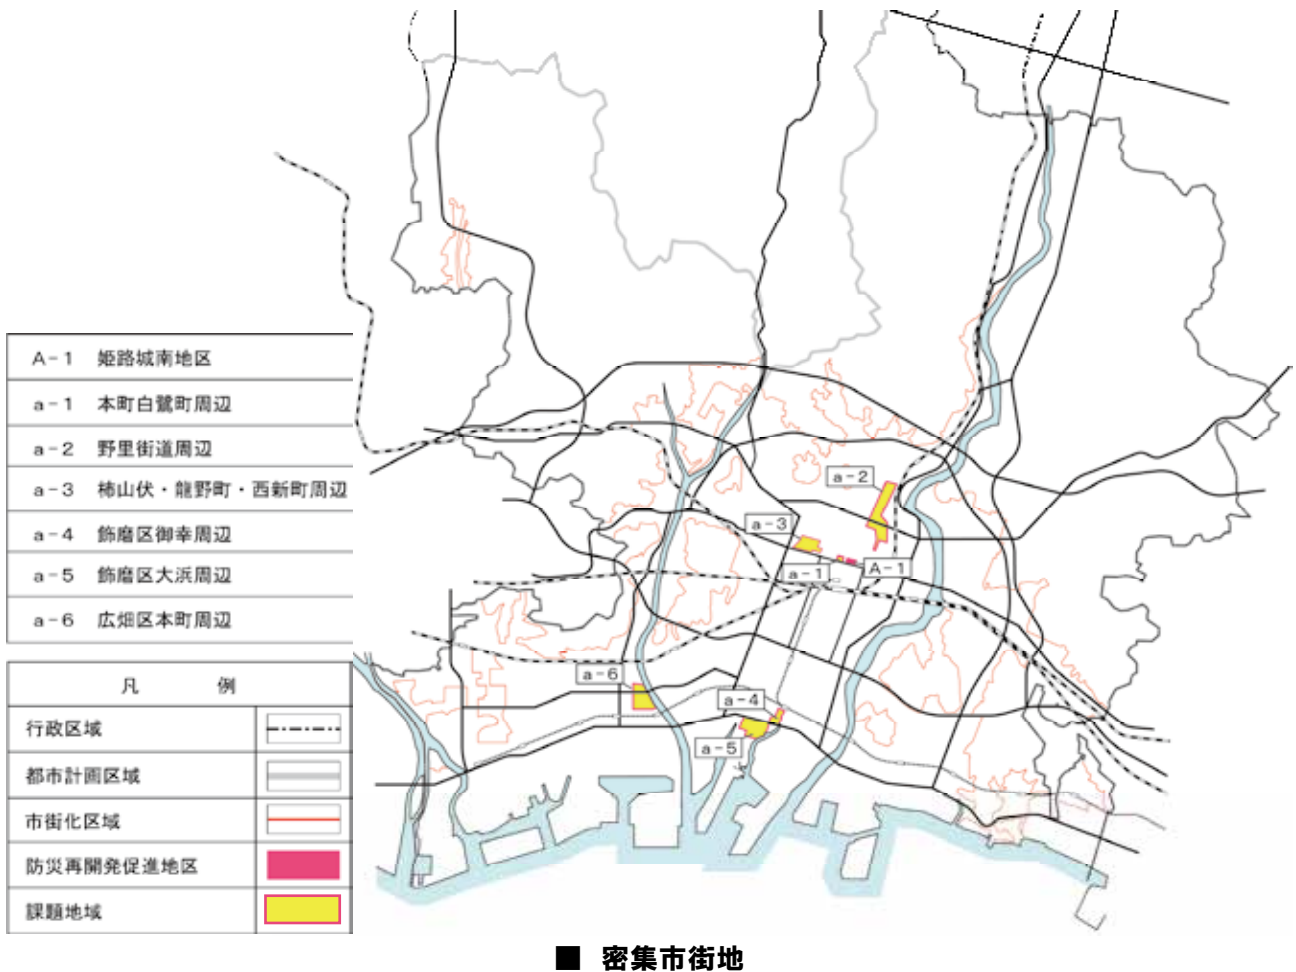 A-1 姫路城南地区
a-1 本町白鷺町周辺
a-2 野里街道周辺
a-3 柿山伏・龍野町・西新町周辺
a-4 飾磨区御幸周辺
a-5 飾磨区大浜周辺
a-6 広畑区本町周辺
凡 例
行政区域
都市計画区域
市街化区域
防災再開発促進地区
課題地域
a-2
a-3
a-1
A-1
a-6
a-4
a-5
■ 密集市街地